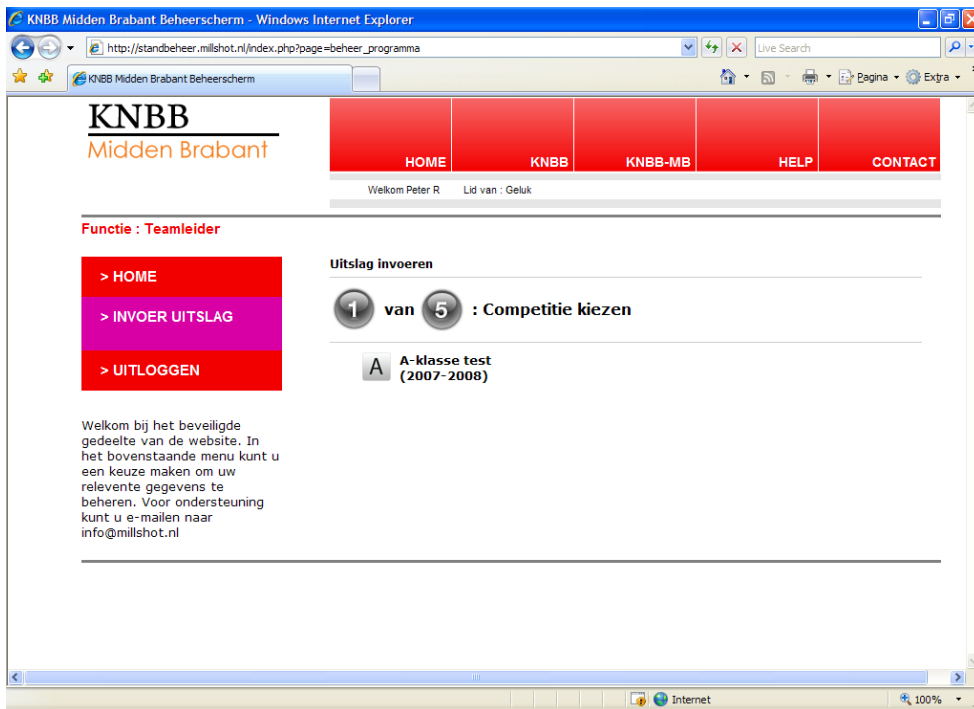 KNBB Midden Brabant Beheerscherm - Windows Internet Explorer
http://standbeheer.millshot.nl/index.php?page=beheer_programma
Live Search
KNBB Midden Brabant Beheerscherm
Pagina
Extra
KNBB
Midden Brabant
HOME KNBB KNBB-MB HELP CONTACT
Welkom Peter R Lid van : Geluk
Functie : Teamleider
> HOME
> INVOER UITSLAG
> UITLOGGEN
Welkom bij het beveiligde
gedeelte van de website. In
het bovenstaande menu kunt u
een keuze maken om uw
relevente gegevens te
beheren. Voor ondersteuning
kunt u e-mailen naar
info@millshot.nl
Uitslag invoeren
1 van 5 : Competitie kiezen
A A-klasse test
(2007-2008)
Internet
100%